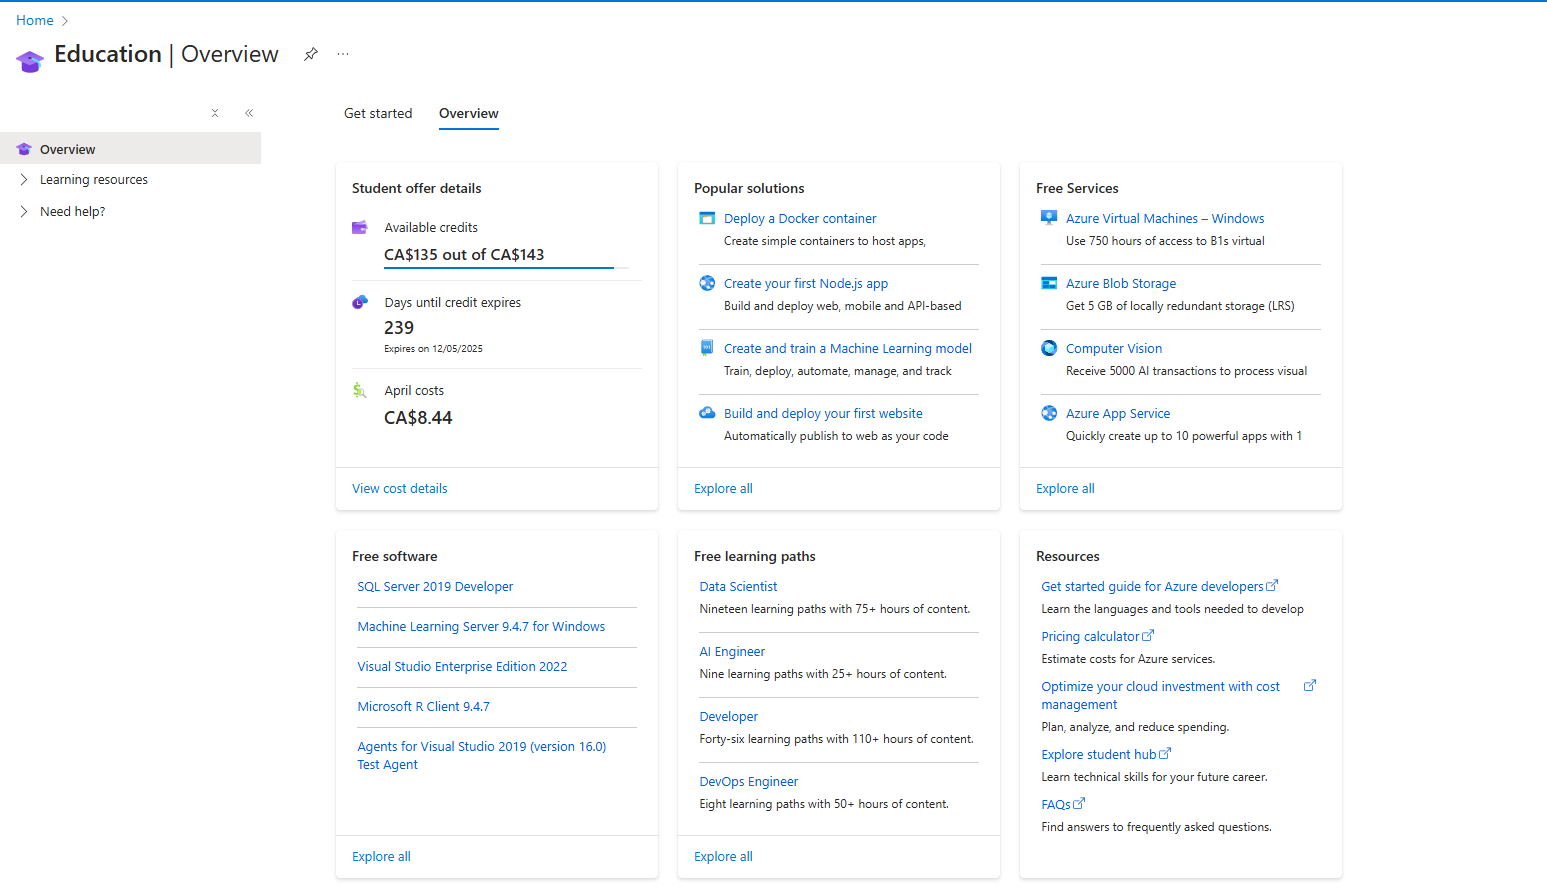 Home
Education | Overview
Overview
Learning resources
Need help?
Get started
Overview
Student offer details
Available credits
CA$135 out of CA$143
Days until credit expires
239
Expires on 12/05/2025
April costs
CA$8.44
View cost details
Popular solutions
Deploy a Docker container
Create simple containers to host apps,
Create your first Node.js app
Build and deploy web, mobile and API-based
Create and train a Machine Learning model
Train, deploy, automate, manage, and track
Build and deploy your first website
Automatically publish to web as your code
Explore all
Free Services
Azure Virtual Machines – Windows
Use 750 hours of access to B1s virtual
Azure Blob Storage
Get 5 GB of locally redundant storage (LRS)
Computer Vision
Receive 5000 AI transactions to process visual
Azure App Service
Quickly create up to 10 powerful apps with 1
Explore all
Free software
SQL Server 2019 Developer
Machine Learning Server 9.4.7 for Windows
Visual Studio Enterprise Edition 2022
Microsoft R Client 9.4.7
Agents for Visual Studio 2019 (version 16.0)
Test Agent
Explore all
Free learning paths
Data Scientist
Nineteen learning paths with 75+ hours of content.
AI Engineer
Nine learning paths with 25+ hours of content.
Developer
Forty-six learning paths with 110+ hours of content.
DevOps Engineer
Eight learning paths with 50+ hours of content.
Explore all
Resources
Get started guide for Azure developers
Learn the languages and tools needed to develop
Pricing calculator
Estimate costs for Azure services.
Optimize your cloud investment with cost
management
Plan, analyze, and reduce spending.
Explore student hub
Learn technical skills for your future career.
FAQs
Find answers to frequently asked questions.